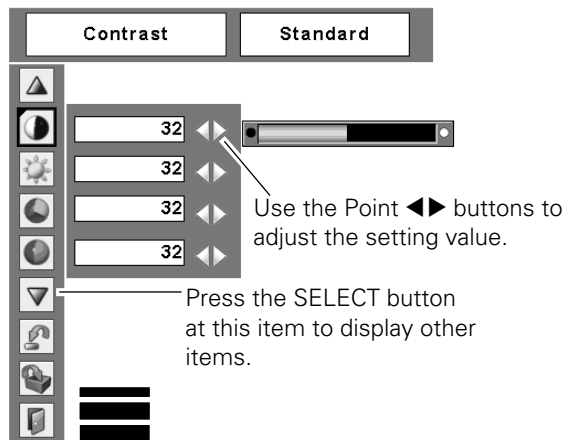 Contrast Standard
32
32
32
32
Use the Point ◀▶ buttons to
adjust the setting value.
Press the SELECT button
at this item to display other
items.